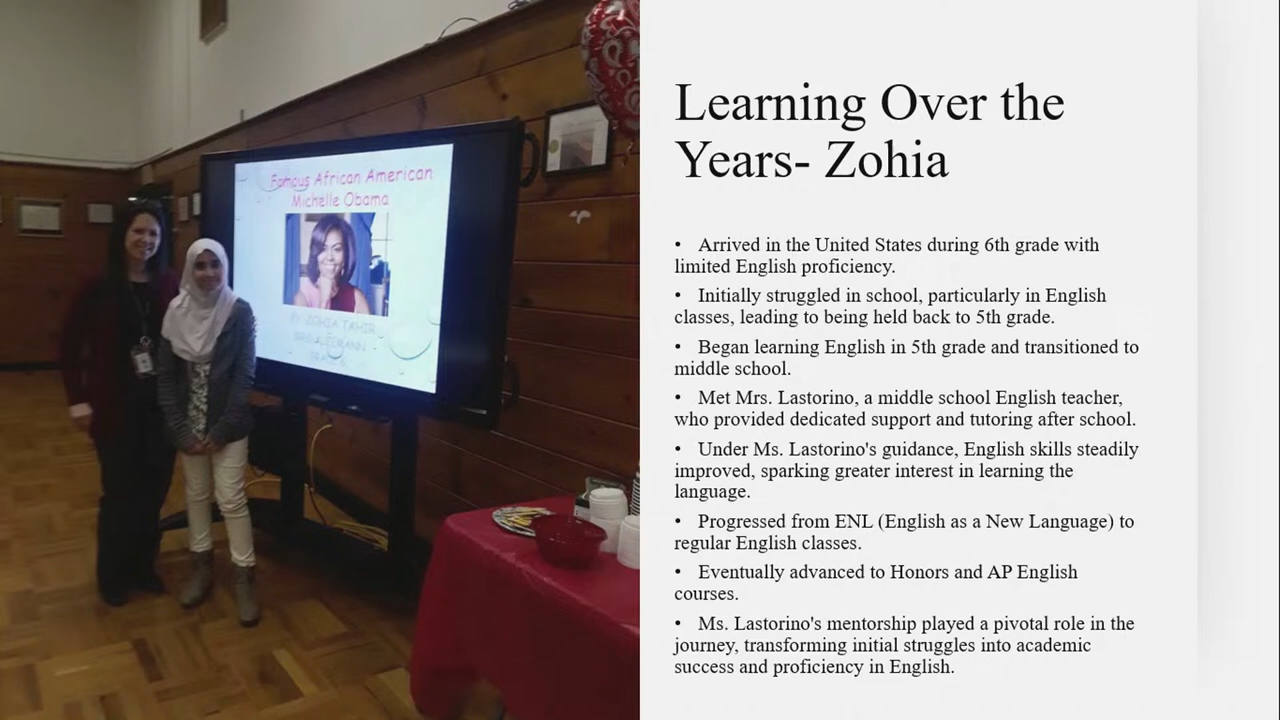 Famous African American
Michelle Obama
By: ZOHIA TAHIR
Learning Over the
Years- Zohia
• Arrived in the United States during 6th grade with
limited English proficiency.
• Initially struggled in school, particularly in English
classes, leading to being held back to 5th grade.
• Began learning English in 5th grade and transitioned to
middle school.
• Met Mrs. Lastorino, a middle school English teacher,
who provided dedicated support and tutoring after school.
• Under Ms. Lastorino's guidance, English skills steadily
improved, sparking greater interest in learning the
language.
• Progressed from ENL (English as a New Language) to
regular English classes.
• Eventually advanced to Honors and AP English
courses.
• Ms. Lastorino's mentorship played a pivotal role in the
journey, transforming initial struggles into academic
success and proficiency in English.